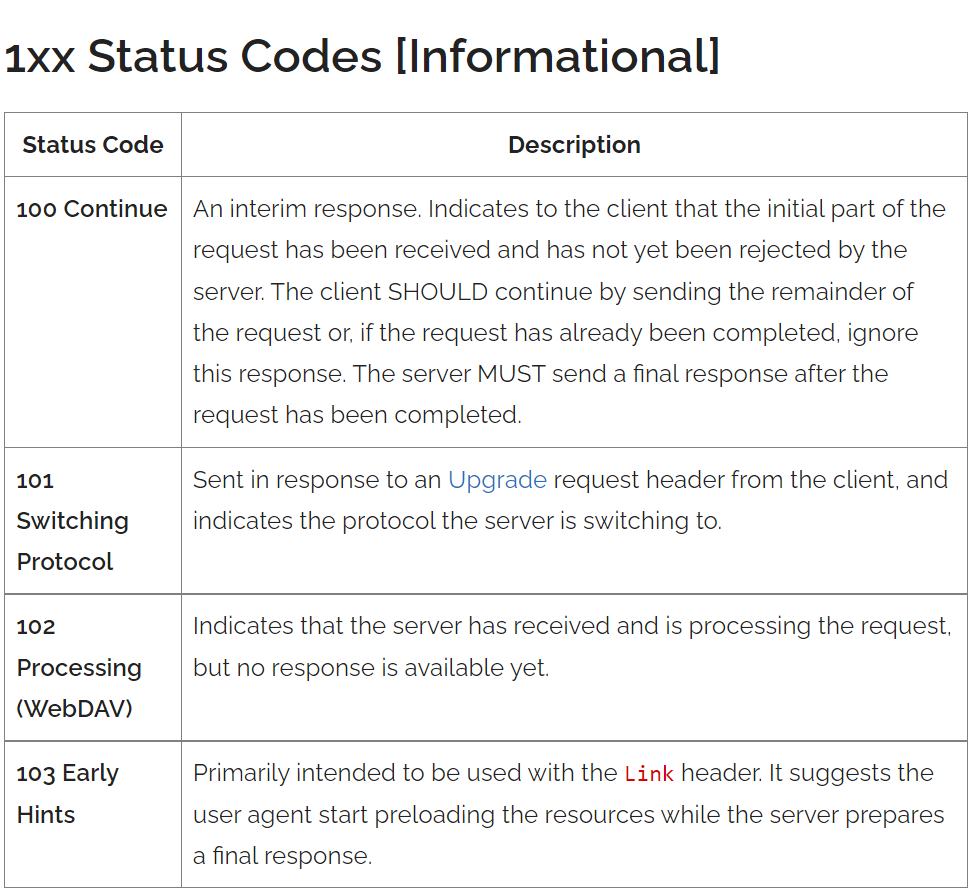 1xx Status Codes [Informational]
Status Code
Description
100 Continue
An interim response. Indicates to the client that the initial part of the
request has been received and has not yet been rejected by the
server. The client SHOULD continue by sending the remainder of
the request or, if the request has already been completed, ignore
this response. The server MUST send a final response after the
request has been completed.
101
Switching
Protocol
Sent in response to an Upgrade request header from the client, and
indicates the protocol the server is switching to.
102
Processing
(WebDAV)
Indicates that the server has received and is processing the request,
but no response is available yet.
103 Early
Hints
Primarily intended to be used with the Link header. It suggests the
user agent start preloading the resources while the server prepares
a final response.